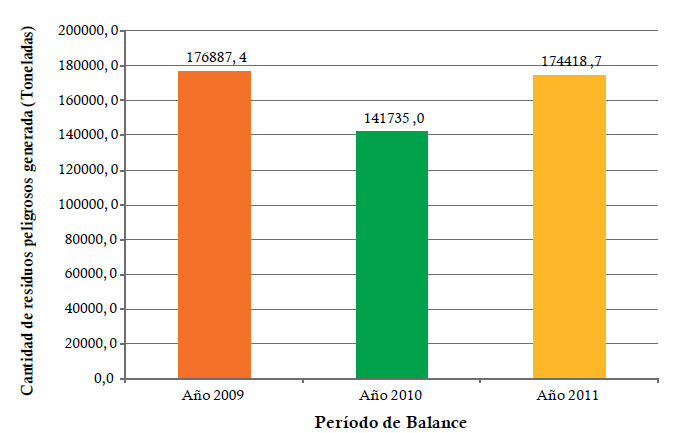 Cantidad de residuos peligrosos generada (Toneladas)
200000, 0
180000, 0
160000, 0
140000, 0
120000, 0
100000, 0
80000, 0
60000, 0
40000, 0
20000, 0
0,0
176887, 4
141735 ,0
174418 ,7
Año 2009
Año 2010
Año 2011
Período de Balance